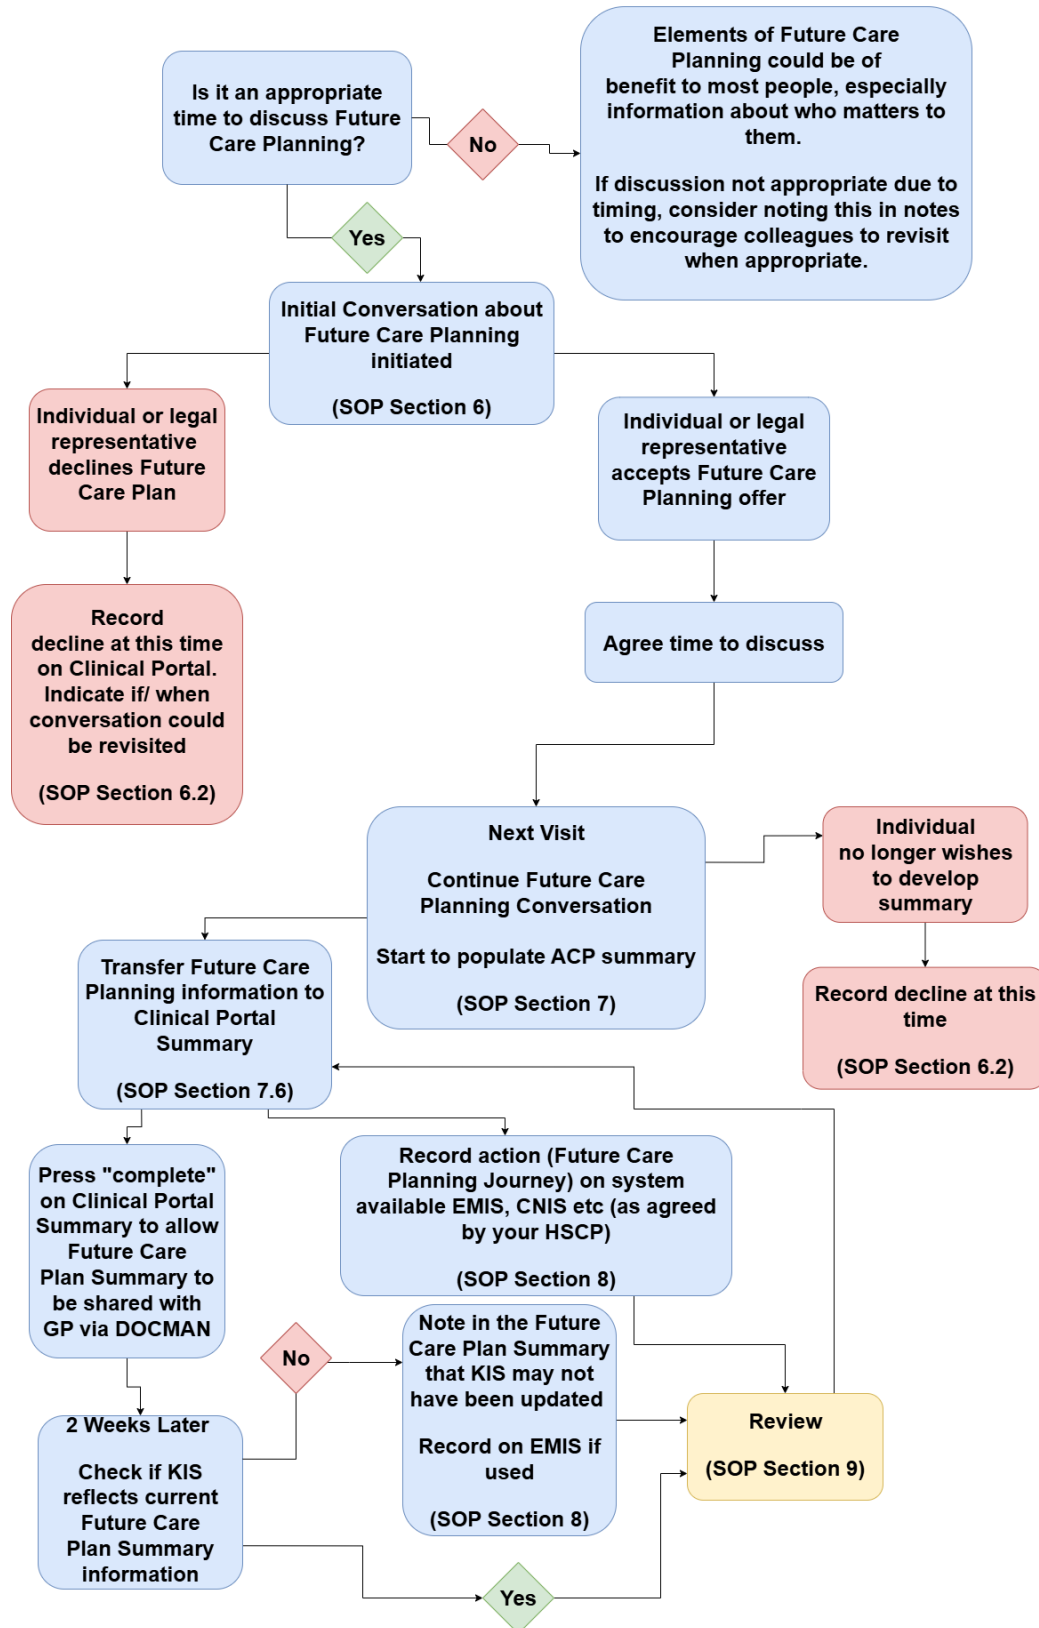 Is it an appropriate
time to discuss Future
Care Planning?
No
Elements of Future Care
Planning could be of
benefit to most people, especially
information about who matters to
them.
If discussion not appropriate due to
timing, consider noting this in notes
to encourage colleagues to revisit
when appropriate.
Yes
Initial Conversation about
Future Care Planning
initiated
(SOP Section 6)
Individual or legal
representative
declines Future
Care Plan
Individual or legal
representative
accepts Future Care
Planning offer
Record
decline at this time
on Clinical Portal.
Indicate if/ when
conversation could
be revisited
(SOP Section 6.2)
Agree time to discuss
Next Visit
Continue Future Care
Planning Conversation
Start to populate ACP summary
(SOP Section 7)
Individual
no longer wishes
to develop
summary
Record decline at this
time
(SOP Section 6.2)
Transfer Future Care
Planning information to
Clinical Portal
Summary
(SOP Section 7.6)
Press "complete"
on Clinical Portal
Summary to allow
Future Care
Plan Summary to
be shared with
GP via DOCMAN
Record action (Future Care
Planning Journey) on system
available EMIS, CNIS etc (as agreed
by your HSCP)
(SOP Section 8)
No
Note in the Future
Care Plan Summary
that KIS may not
have been updated
Record on EMIS if
used
(SOP Section 8)
Review
(SOP Section 9)
2 Weeks Later
Check if KIS
reflects current
Future Care
Plan Summary
information
Yes